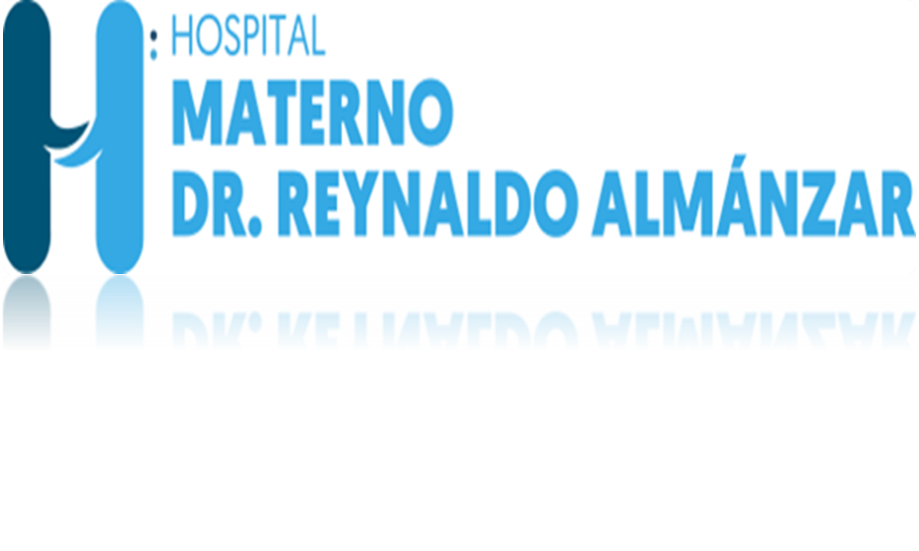 HOSPITAL
MATERNO
DR. REYNALDO ALMÁNZAR